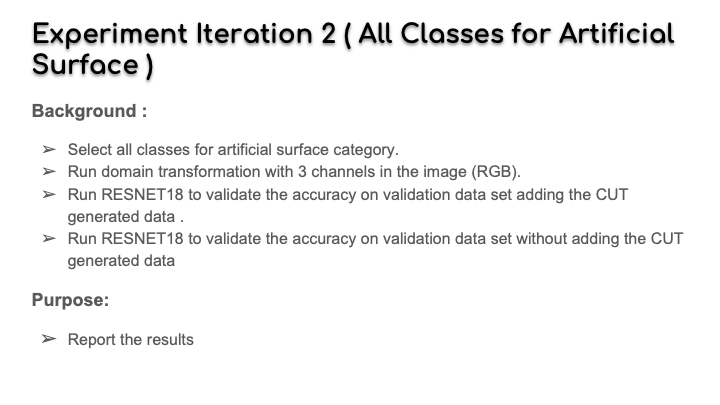 Experiment Iteration 2 ( All Classes for Artificial
Surface )
Background :
➢ Select all classes for artificial surface category.
➢ Run domain transformation with 3 channels in the image (RGB).
➢ Run RESNET18 to validate the accuracy on validation data set adding the CUT
generated data .
➢ Run RESNET18 to validate the accuracy on validation data set without adding the CUT
generated data
Purpose:
➢ Report the results